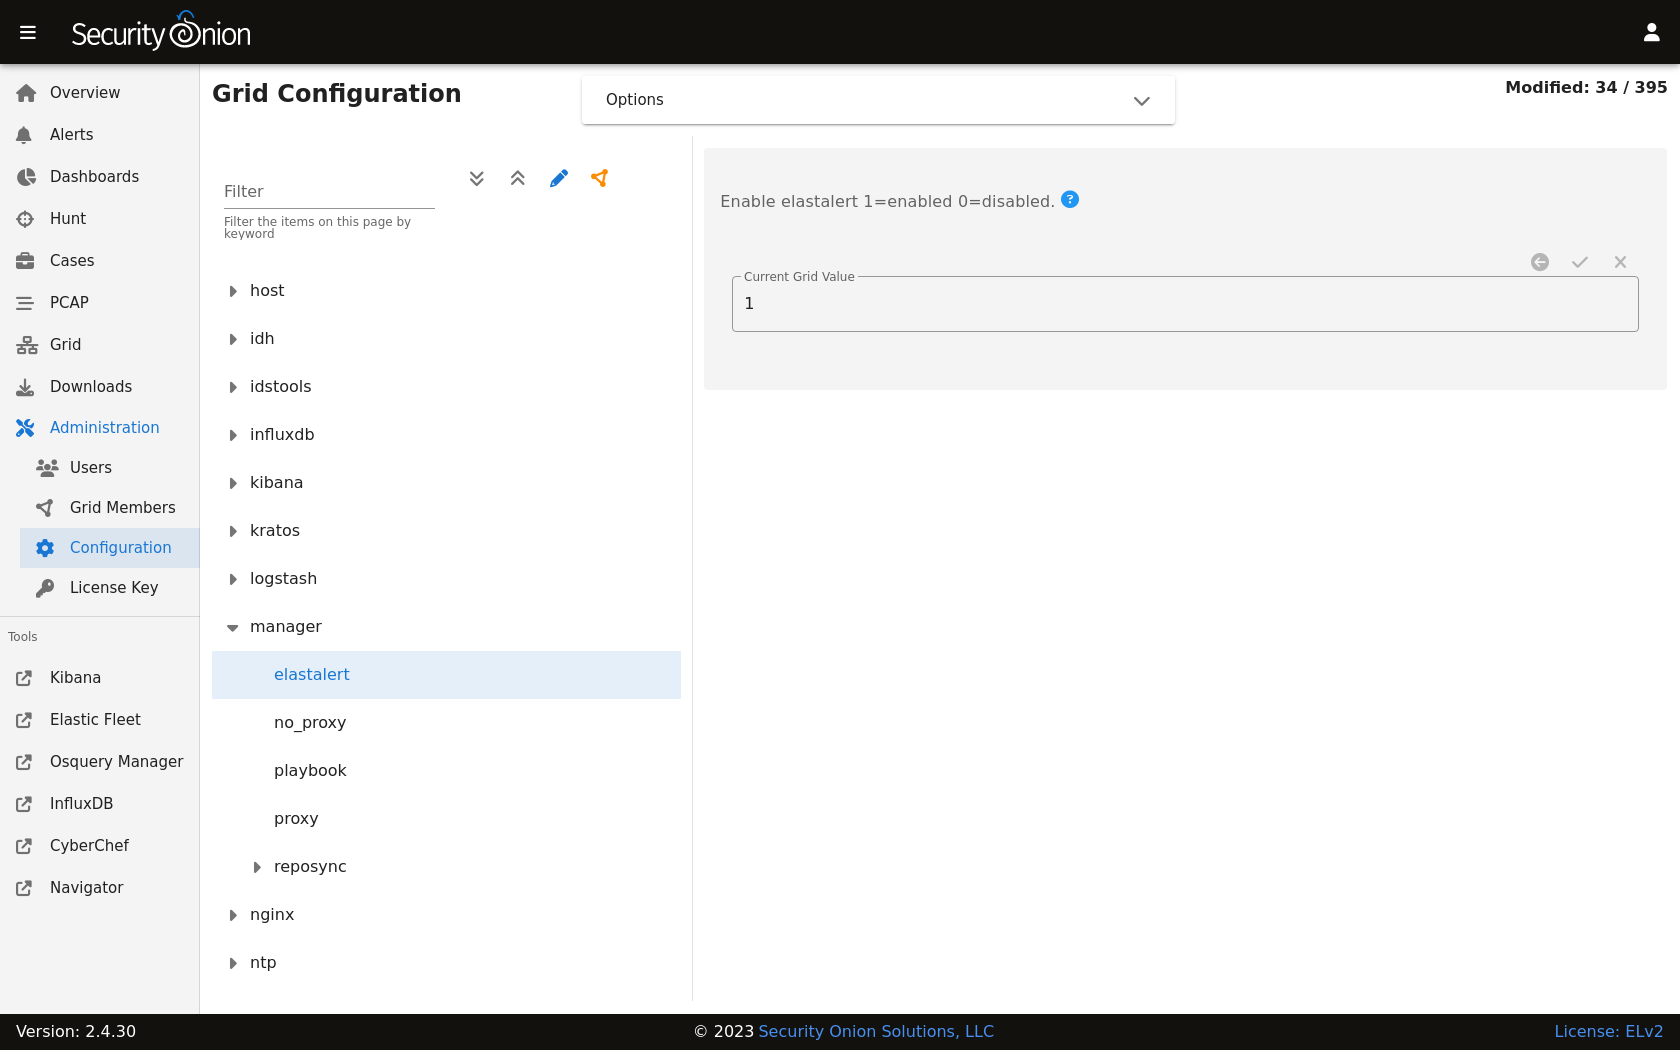 Security Onion
Overview
Alerts
Dashboards
Hunt
Cases
PCAP
Grid
Downloads
Administration
Users
Grid Members
Configuration
License Key
Tools
Kibana
Elastic Fleet
Osquery Manager
InfluxDB
CyberChef
Navigator
Grid Configuration
Options
Modified: 34 / 395
Filter
Filter the items on this page by
keyword
host
idh
idstools
influxdb
kibana
kratos
logstash
manager
elastalert
no_proxy
playbook
proxy
reposync
nginx
ntp
Enable elastalert 1=enabled 0=disabled. ?
Current Grid Value
1
Version: 2.4.30
© 2023 Security Onion Solutions, LLC
License: ELv2